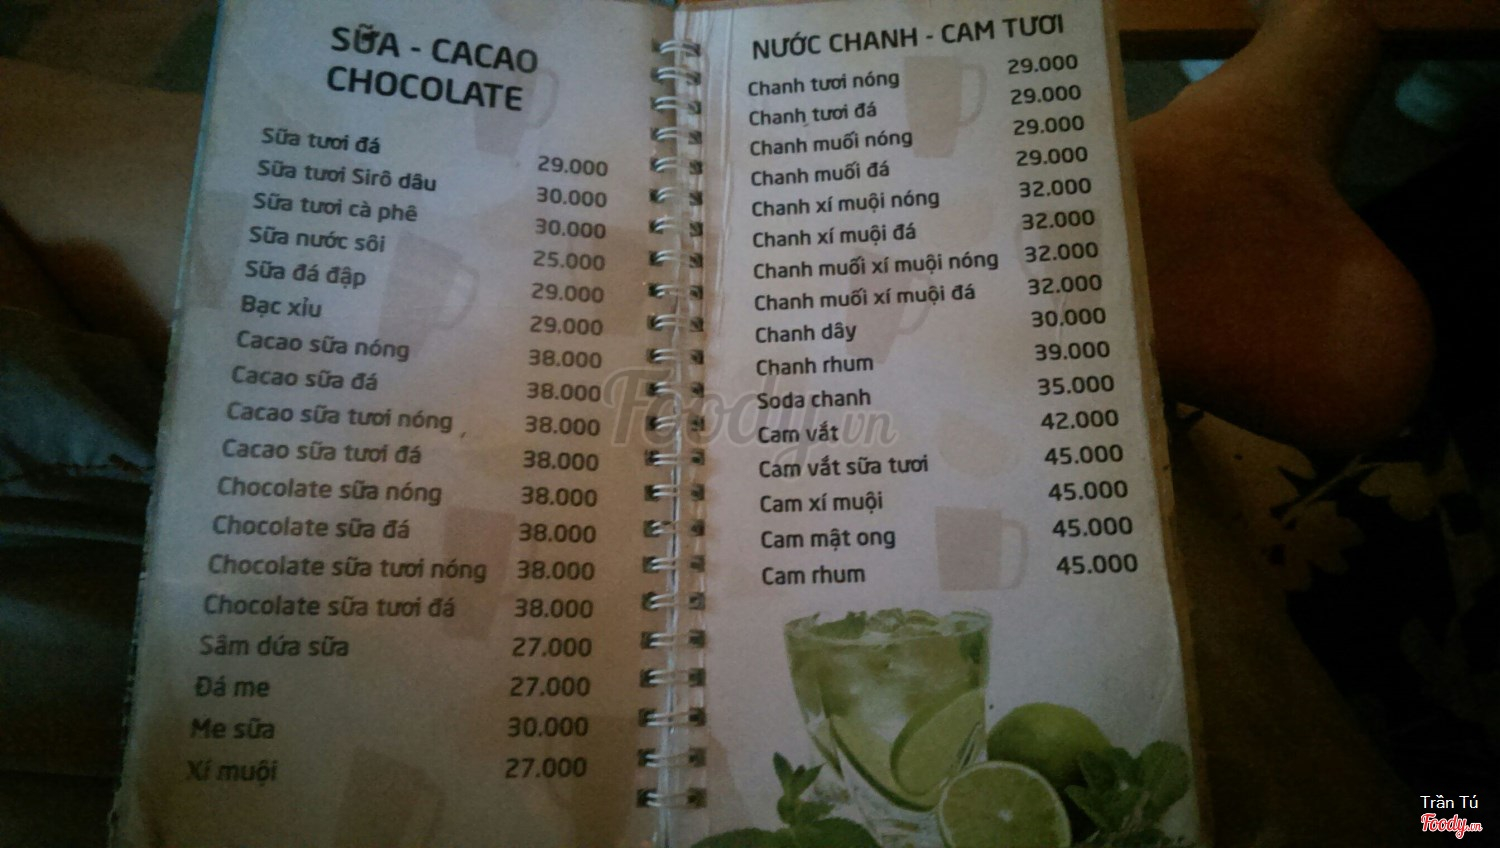 SỮA - CACAO
CHOCOLATE
Sữa tươi đá 29.000
Sữa tươi Sirô dâu 30.000
Sữa tươi cà phê 30.000
Sữa nước sôi 25.000
Sữa đá đập 29.000
Bạc xỉu 29.000
Cacao sữa nóng 38.000
Cacao sữa đá 38.000
Cacao sữa tươi nóng 38.000
Cacao sữa tươi đá 38.000
Chocolate sữa nóng 38.000
Chocolate sữa đá 38.000
Chocolate sữa tươi nóng 38.000
Chocolate sữa tươi đá 38.000
Sâm dứa sữa 27.000
Đá me 27.000
Me sữa 30.000
Xí muội 27.000
NƯỚC CHANH - CAM TƯƠI
Chanh tươi nóng 29.000
Chanh tươi đá 29.000
Chanh muối nóng 29.000
Chanh muối đá 29.000
Chanh xí muội nóng 32.000
Chanh xí muội đá 32.000
Chanh muối xí muội nóng 32.000
Chanh muối xí muội đá 32.000
Chanh dây 30.000
Chanh rhum 39.000
Soda chanh 35.000
Cam vắt 42.000
Cam vắt sữa tươi 45.000
Cam xí muội 45.000
Cam mật ong 45.000
Cam rhum 45.000
Foody.vn
Trần Tú
Foody.vn